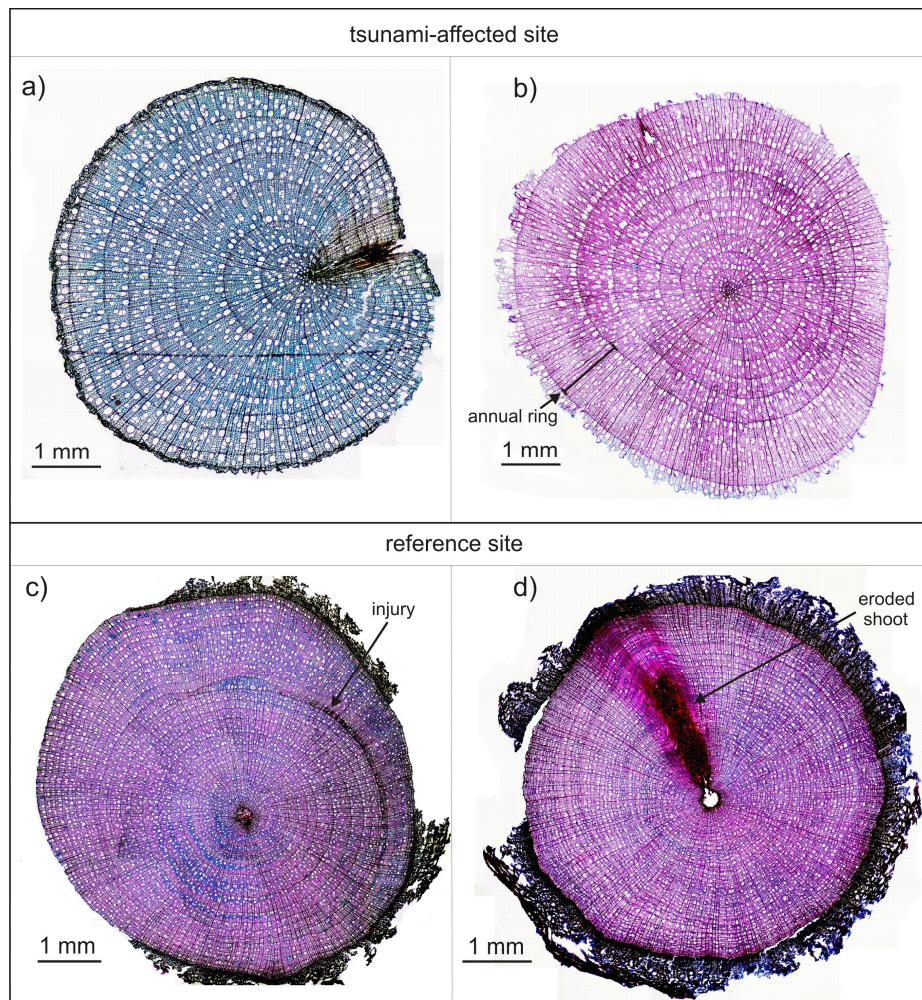 tsunami-affected site
a)
b)
annual ring
1 mm
1 mm
reference site
c)
injury
d)
eroded
shoot
1 mm
1 mm